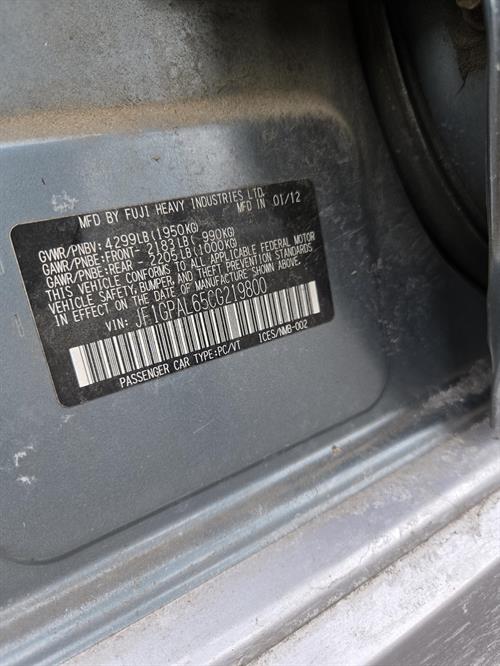 MFD BY FUJI HEAVY INDUSTRIES LTD. 01/12
GVWR/PNBV: 4299LB(1950KG)
GAWR/PNBE:FRONT- 2183LB( 990KG)
GAWR/PNBE:REAR - 2205LB(1000KG)
THIS VEHICLE CONFORMS TO ALL APPLICABLE FEDERAL MOTOR
VEHICLE SAFETY, BUMPER, AND THEFT PREVENTION STANDARDS
IN EFFECT ON THE DATE OF MANUFACTURE SHOWN ABOVE.
VIN: JF1GPAL65CG219800
PASSENGER CAR TYPE:PC/VT ICES/NMB-002